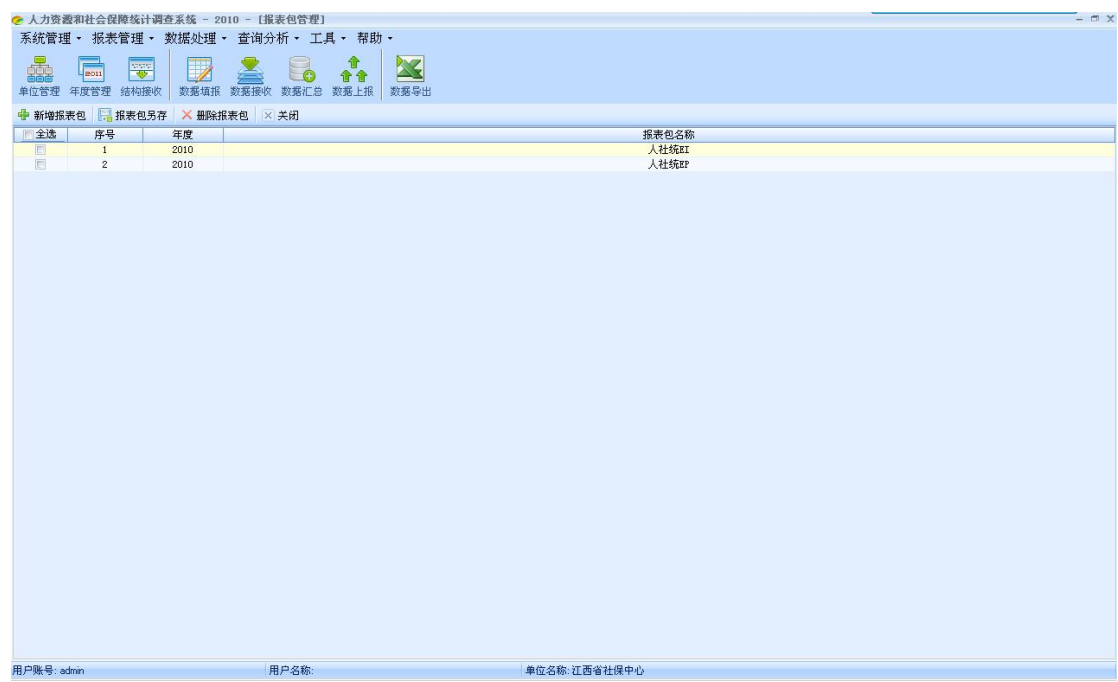 人力资源和社会保障统计调查系统 - 2010 - [报表包管理]
系统管理 报表管理 数据处理 查询分析 工具 帮助
2011
单位管理 年度管理 结构接收 数据填报 数据接收 数据汇总 数据上报 数据导出
新增报表包 报表包另存 删除报表包 关闭
全选 序号 年度 报表包名称
1 2010 人社统EI
2 2010 人社统EP
用户账号: admin 用户名称: 单位名称:江西省社保中心